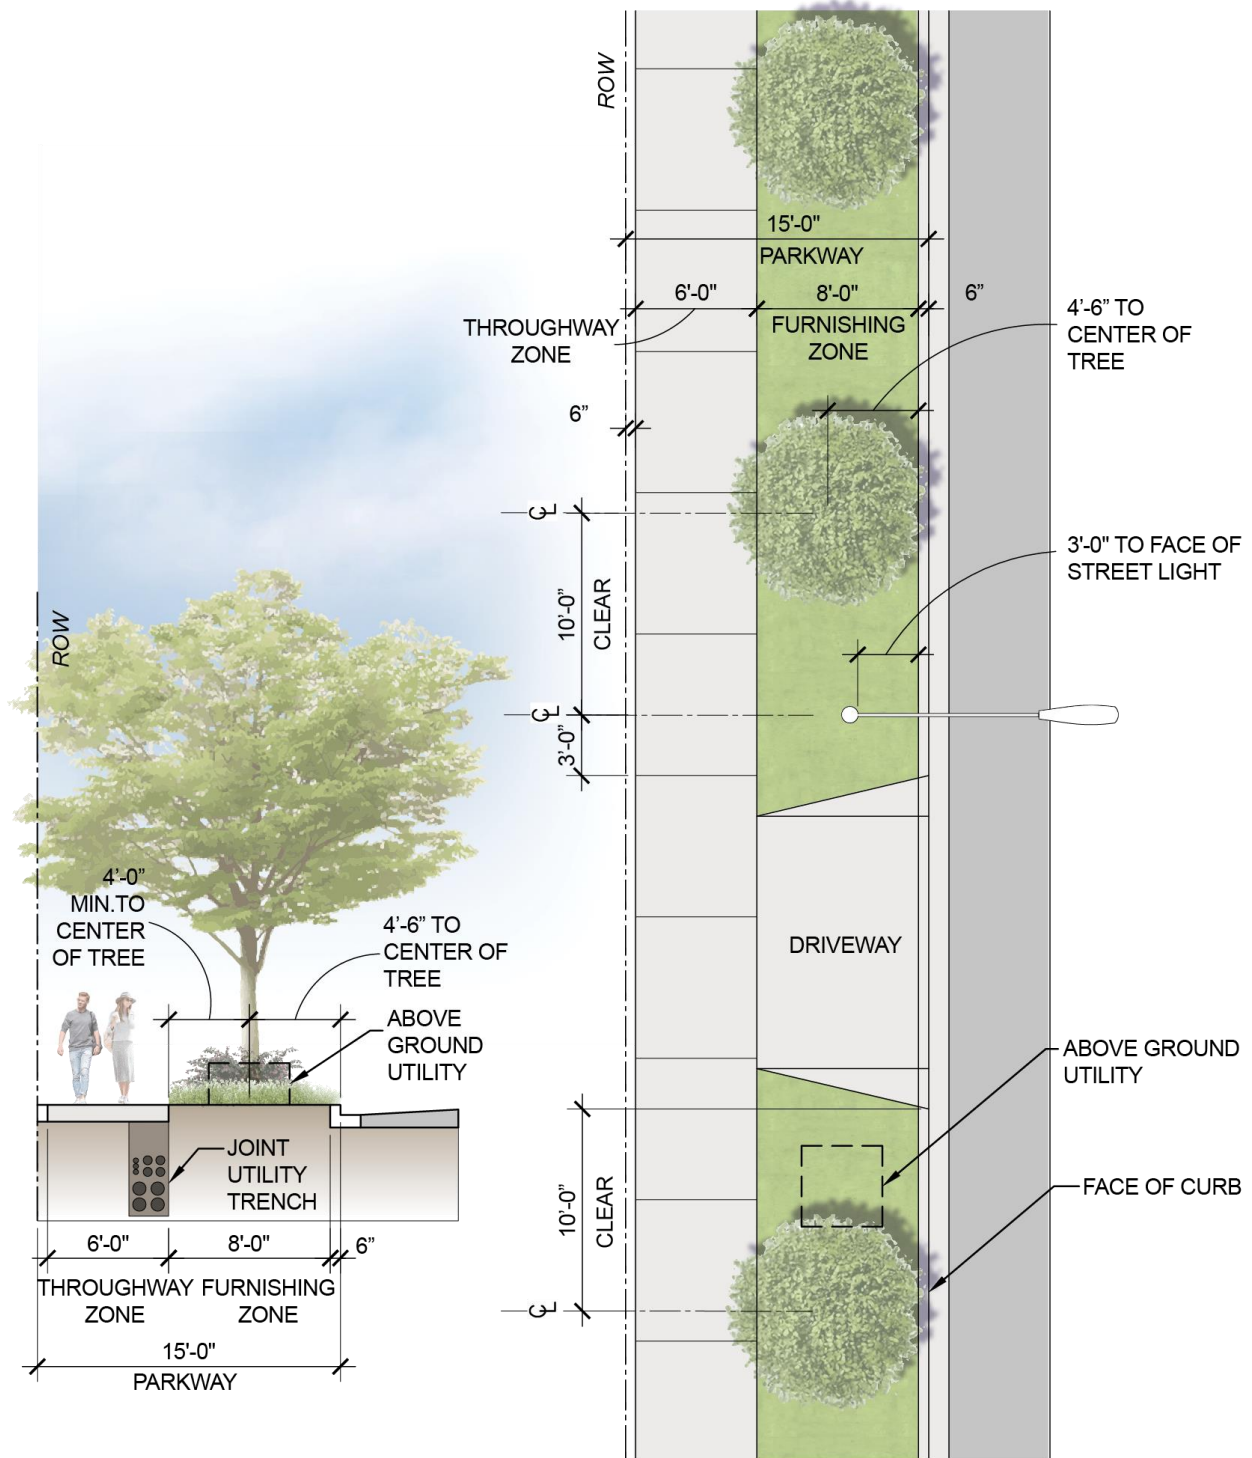 ROW
15'-0"
PARKWAY
6'-0"
8'-0"
6”
THROUGHWAY
ZONE
FURNISHING
ZONE
4’-6” TO
CENTER OF
TREE
6”
CL
10’-0”
CLEAR
3'-0" TO FACE OF
STREET LIGHT
CL
3’-0”
DRIVEWAY
ABOVE GROUND
UTILITY
10’-0”
CLEAR
FACE OF CURB
CL
ROW
4’-0”
MIN.TO
CENTER
OF TREE
4’-6” TO
CENTER OF
TREE
ABOVE
GROUND
UTILITY
JOINT
UTILITY
TRENCH
6'-0"
8'-0"
6”
THROUGHWAY
ZONE
FURNISHING
ZONE
15'-0"
PARKWAY